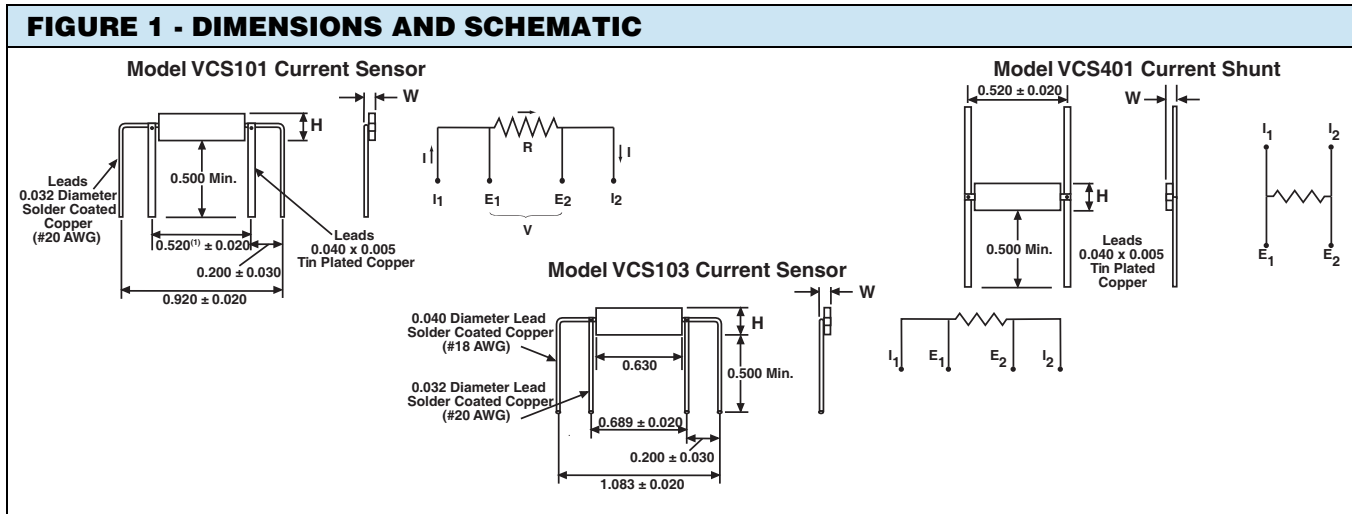 FIGURE 1 - DIMENSIONS AND SCHEMATIC
Model VCS101 Current Sensor
W
H
Leads
0.032 Diameter
Solder Coated
Copper
(#20 AWG)
0.500 Min.
0.520(1) ± 0.020
0.200 ± 0.030
0.920 ± 0.020
Leads
0.040 x 0.005
Tin Plated Copper
R
I
I
I1
E1
E2
I2
V
Model VCS103 Current Sensor
W
H
0.040 Diameter Lead
Solder Coated Copper
(#18 AWG)
0.630
0.500 Min.
0.032 Diameter Lead
Solder Coated Copper
(#20 AWG)
0.689 ± 0.020
0.200 ± 0.030
1.083 ± 0.020
I1
E1
E2
I2
Model VCS401 Current Shunt
0.520 ± 0.020
W
H
0.500 Min.
Leads
0.040 x 0.005
Tin Plated
Copper
I1
I2
E1
E2